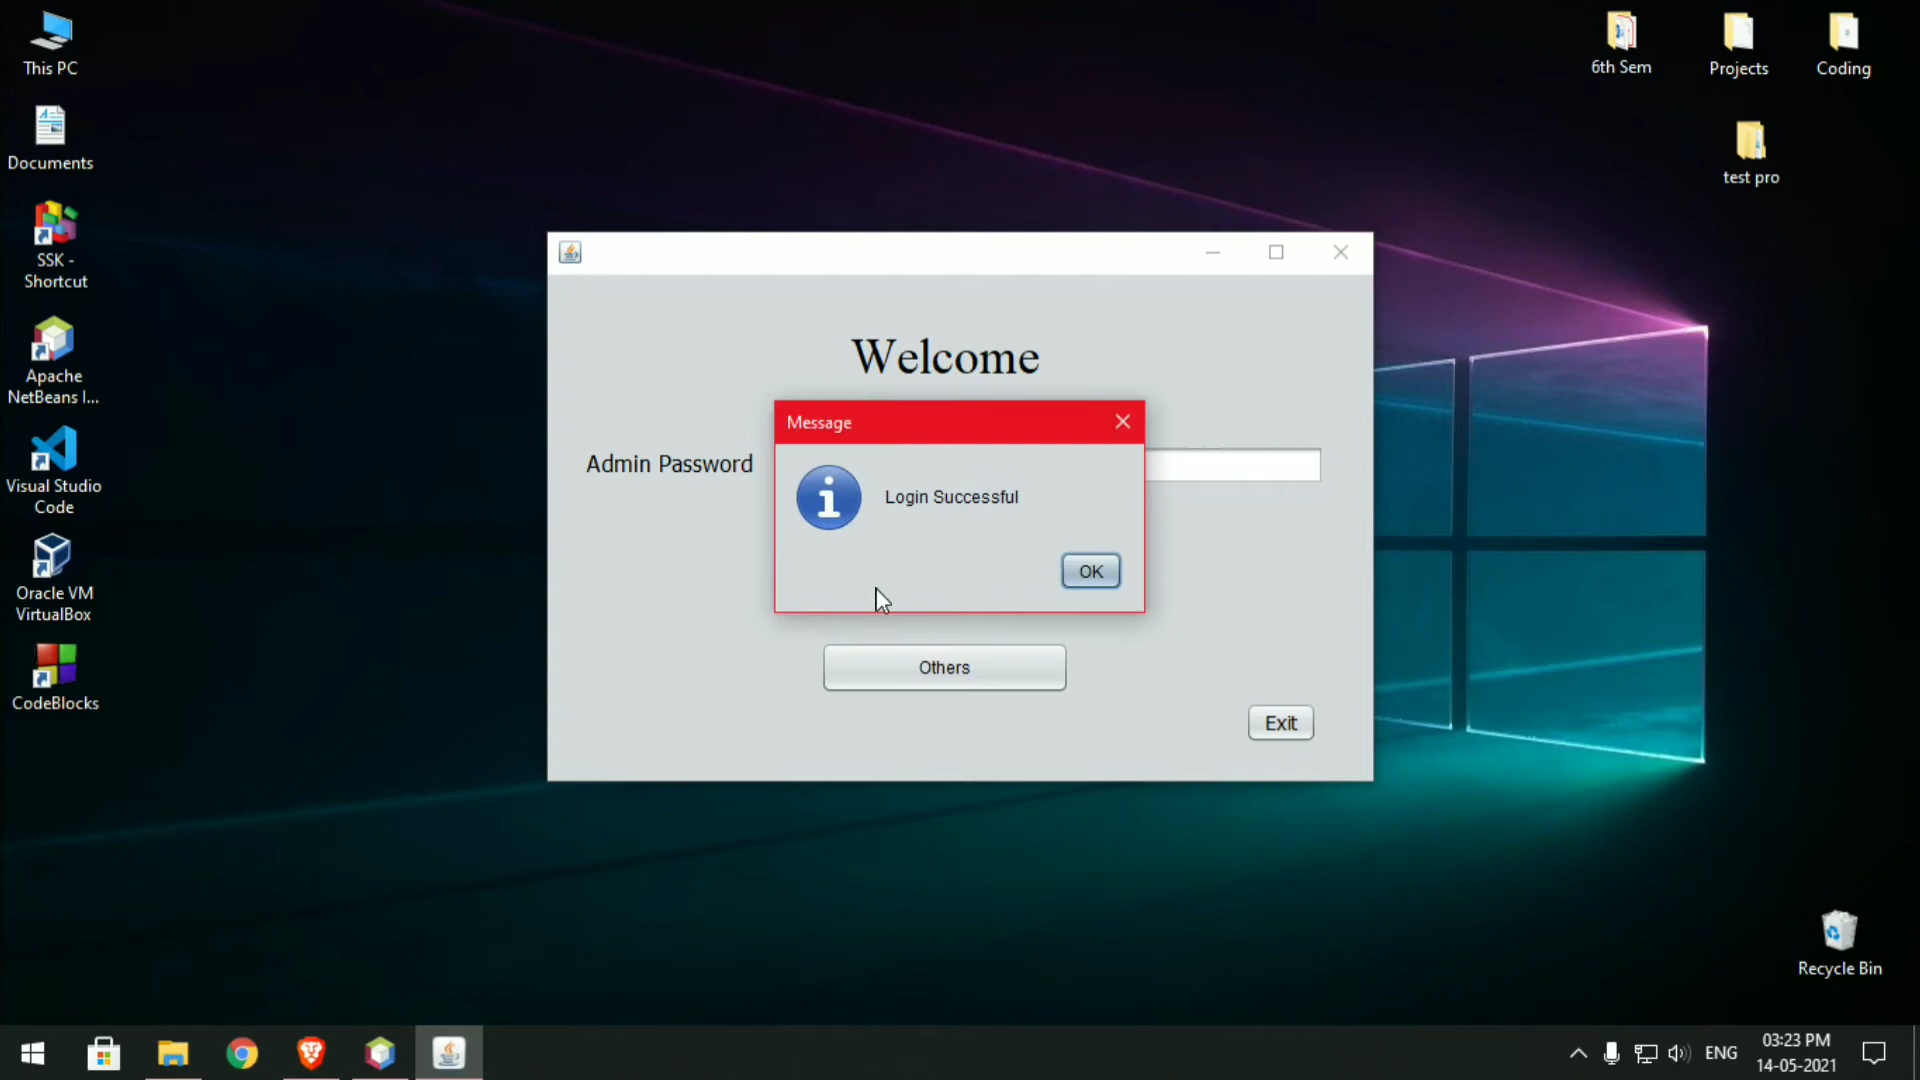 This PC
Documents
SSK -
Shortcut
Apache
NetBeans I...
Visual Studio
Code
Oracle VM
VirtualBox
CodeBlocks
6th Sem
Projects
Coding
test pro
Welcome
Message
Admin Password
Login Successful
OK
Others
Exit
Recycle Bin
ENG
03:23 PM
14-05-2021